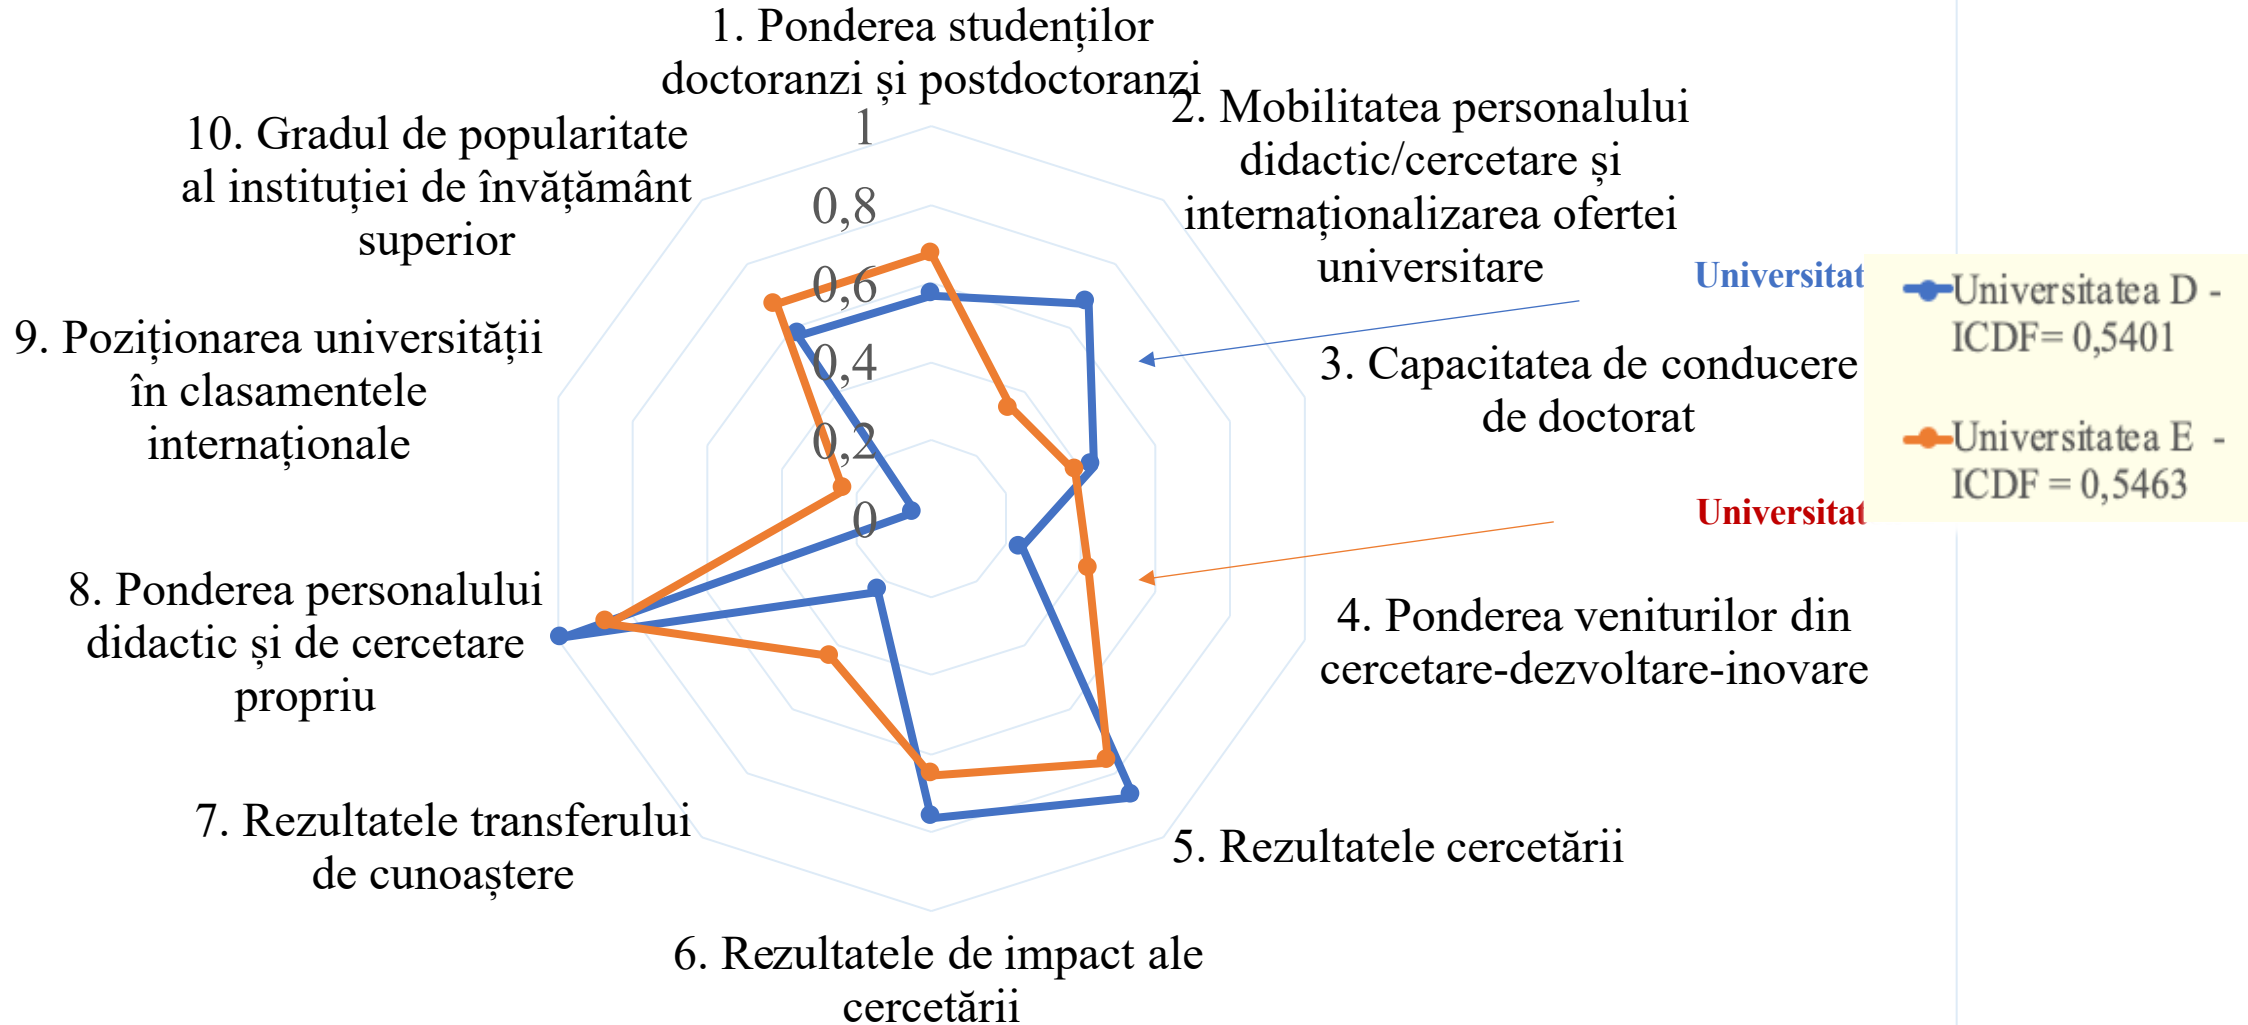 1. Ponderea studenților
doctoranzi și postdoctoranzi
2. Mobilitatea personalului
didactic/cercetare și
internaționalizarea ofertei
universitare
3. Capacitatea de conducere
de doctorat
4. Ponderea veniturilor din
cercetare-dezvoltare-inovare
5. Rezultatele cercetării
6. Rezultatele de impact ale
cercetării
7. Rezultatele transferului
de cunoaștere
8. Ponderea personalului
didactic și de cercetare
propriu
9. Poziționarea universității
în clasamentele
internaționale
10. Gradul de popularitate
al instituției de învățământ
superior
1
0,8
0,6
0,4
0,2
0
Universitat
Universitat
Universitatea D -
ICDF= 0,5401
Universitatea E -
ICDF = 0,5463